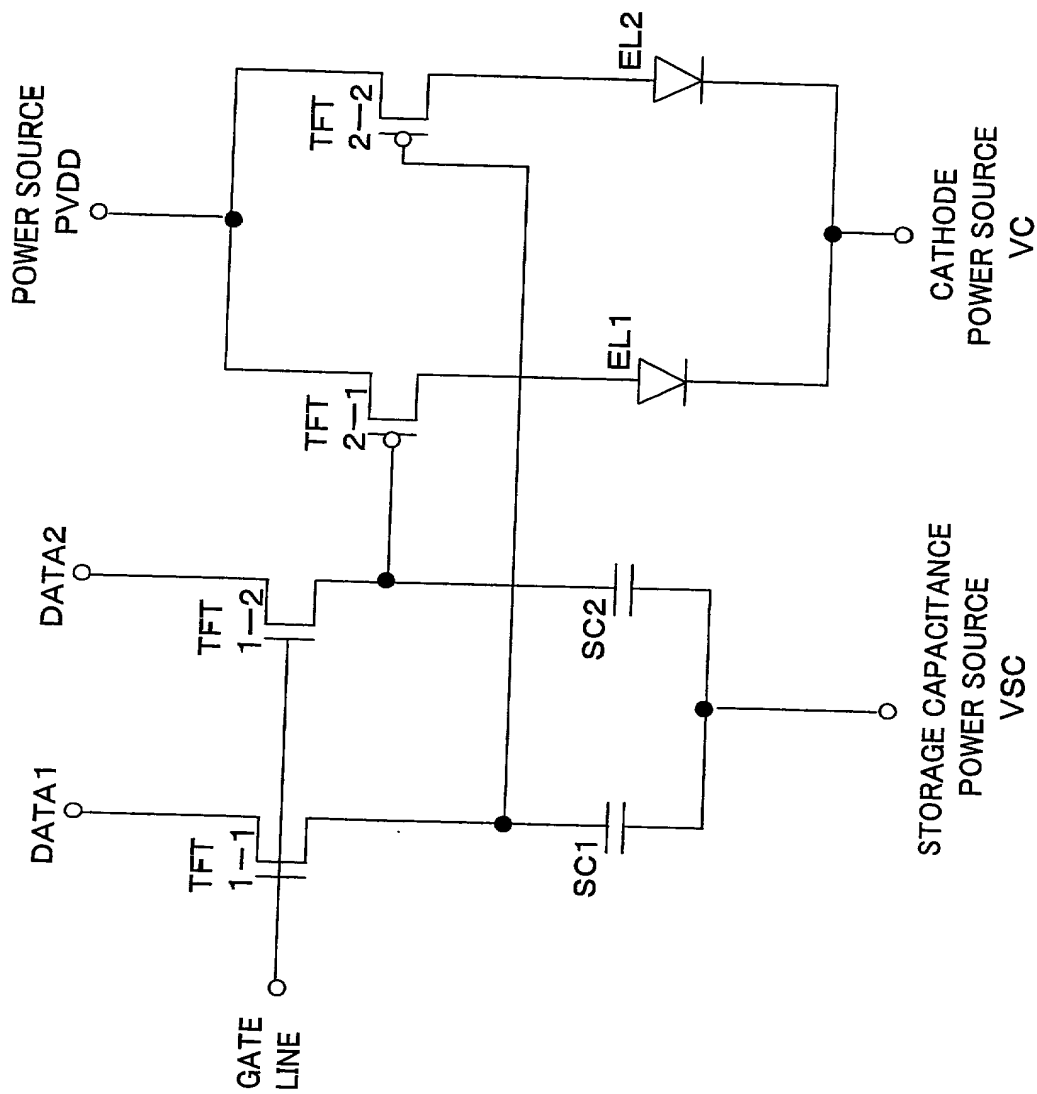 POWER SOURCE
PVDD
DATA1
DATA2
TFT
1—1
TFT
1—2
TFT
2—1
TFT
2—2
GATE
LINE
EL1
EL2
SC1
SC2
STORAGE CAPACITANCE
POWER SOURCE
VSC
CATHODE
POWER SOURCE
VC